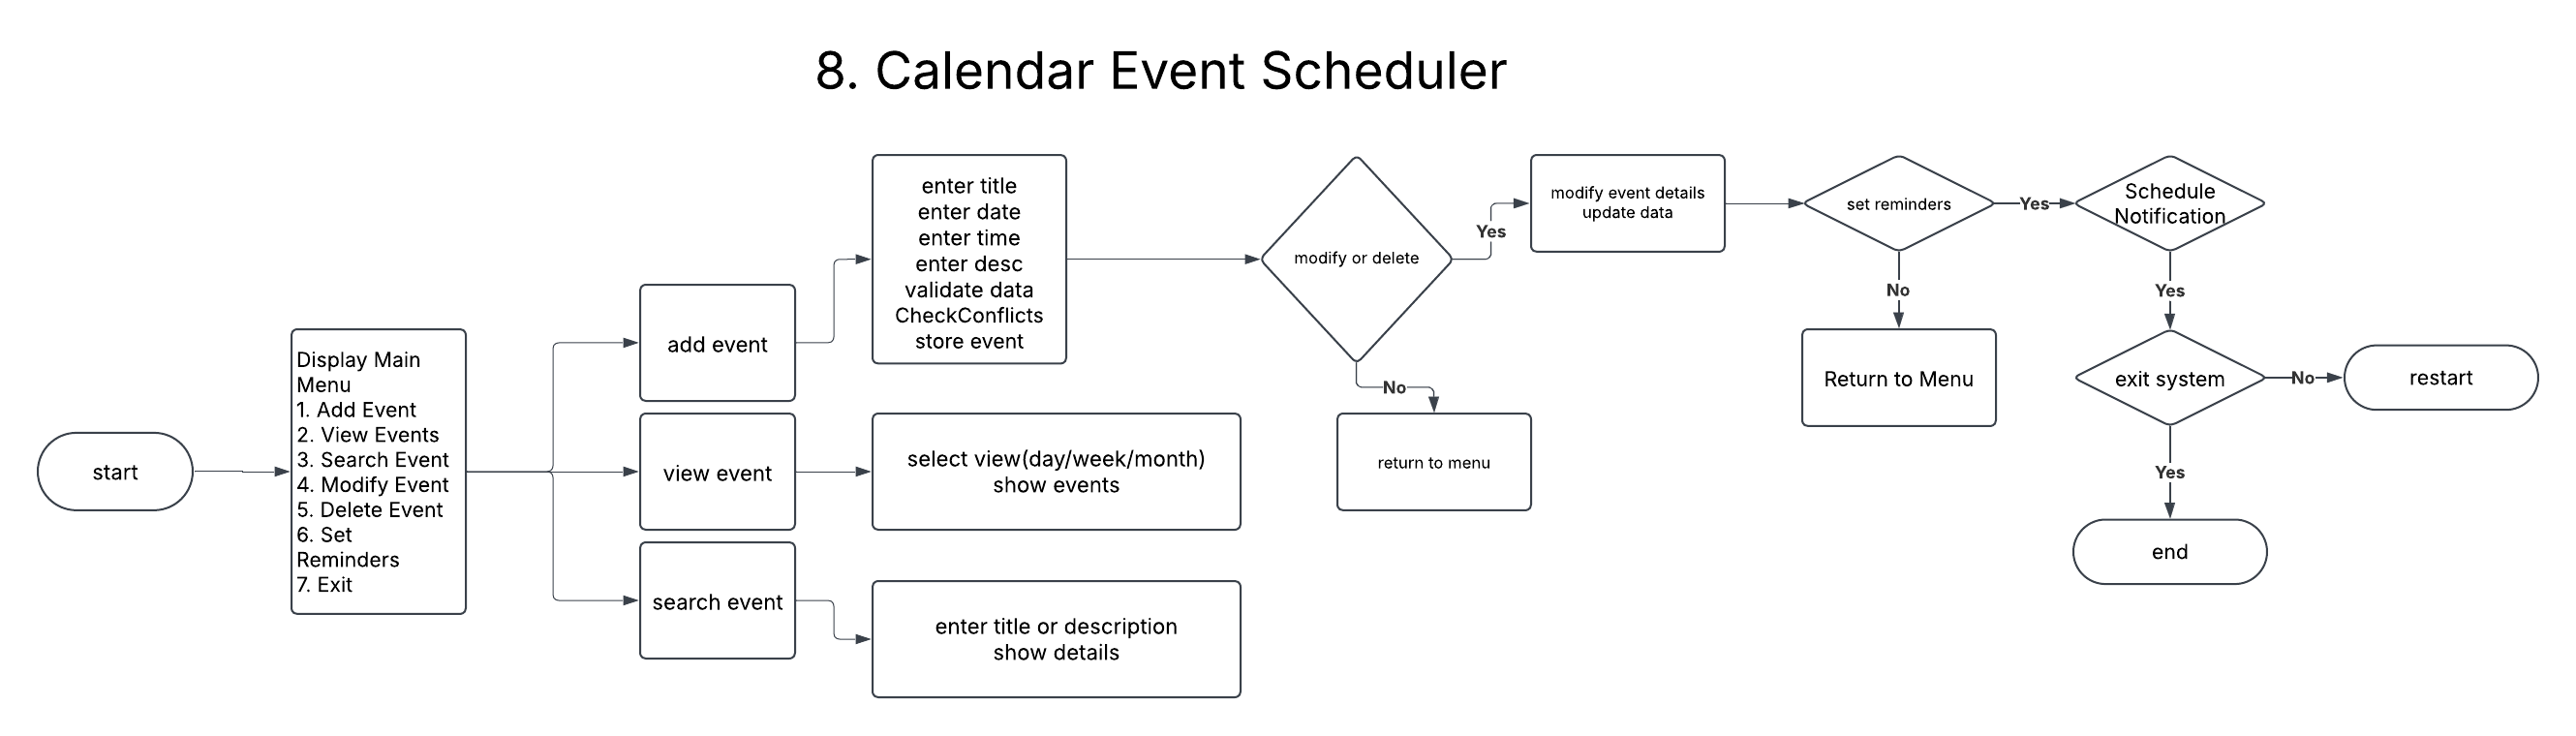 8. Calendar Event Scheduler
start
Display Main
Menu
1. Add Event
2. View Events
3. Search Event
4. Modify Event
5. Delete Event
6. Set
Reminders
7. Exit
add event
view event
search event
enter title
enter date
enter time
enter desc
validate data
CheckConflicts
store event
select view(day/week/month)
show events
enter title or description
show details
modify or delete
Yes
No
return to menu
modify event details
update data
set reminders
Yes
No
Return to Menu
Schedule
Notification
Yes
exit system
No
restart
Yes
end